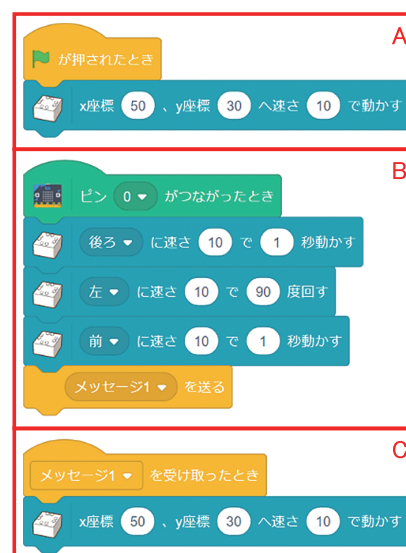 A
が押されたとき
x座標 50 、y座標 30 へ速さ 10 で動かす
B
ピン 0 がつながったとき
後ろ に速さ 10 で 1 秒動かす
左 に速さ 10 で 90 度回す
前 に速さ 10 で 1 秒動かす
メッセージ1 を送る
C
メッセージ1 を受け取ったとき
x座標 50 、y座標 30 へ速さ 10 で動かす